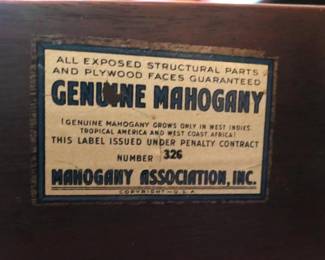 ALL EXPOSED STRUCTURAL PARTS
AND PLYWOOD FACES GUARANTEED
GENUINE MAHOGANY
(GENUINE MAHOGANY GROWS ONLY IN WEST INDIES,
TROPICAL AMERICA AND WEST COAST AFRICA)
THIS LABEL ISSUED UNDER PENALTY CONTRACT
NUMBER 326
MAHOGANY ASSOCIATION, INC.
COPYRIGHT-U.S.A.